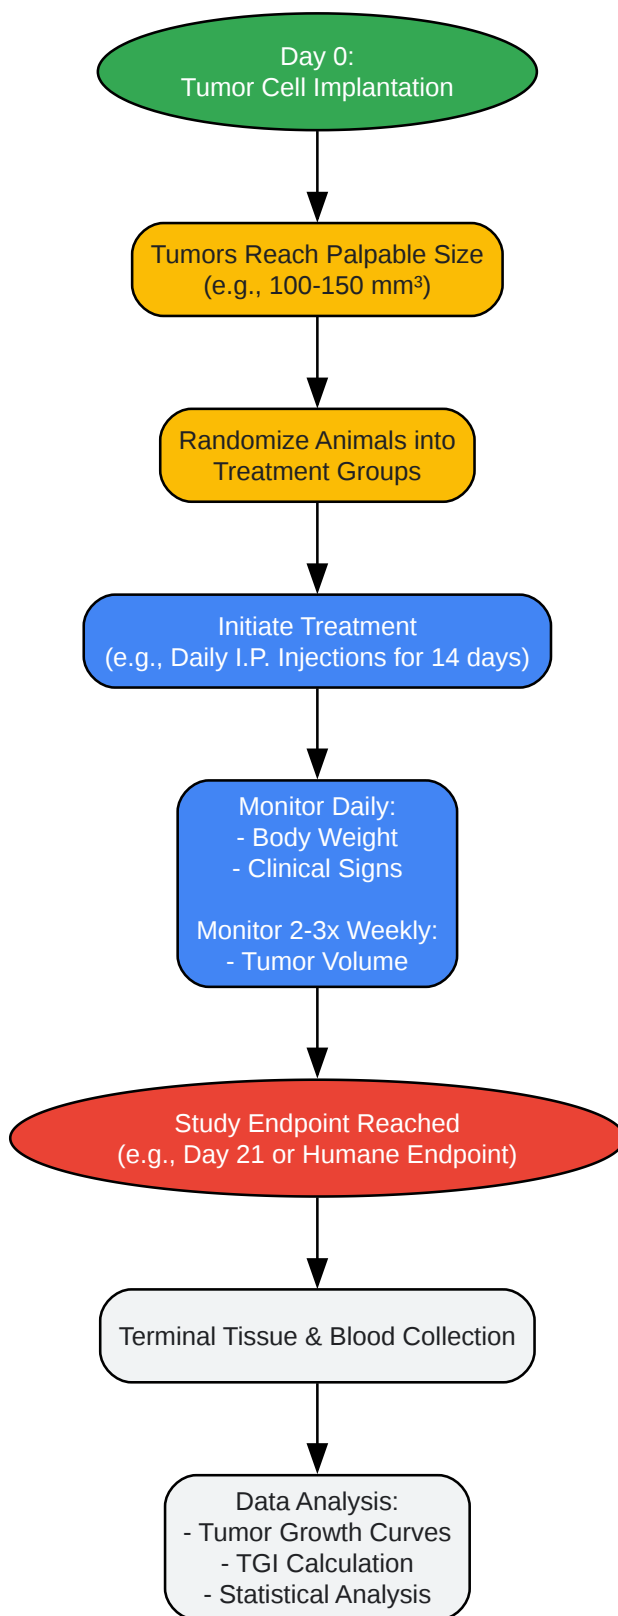 Day 0:
Tumor Cell Implantation
Tumors Reach Palpable Size
(e.g., 100-150 mm³)
Randomize Animals into
Treatment Groups
Initiate Treatment
(e.g., Daily I.P. Injections for 14 days)
Monitor Daily:
- Body Weight
- Clinical Signs
Monitor 2-3x Weekly:
- Tumor Volume
Study Endpoint Reached
(e.g., Day 21 or Humane Endpoint)
Terminal Tissue & Blood Collection
Data Analysis:
- Tumor Growth Curves
- TGI Calculation
- Statistical Analysis